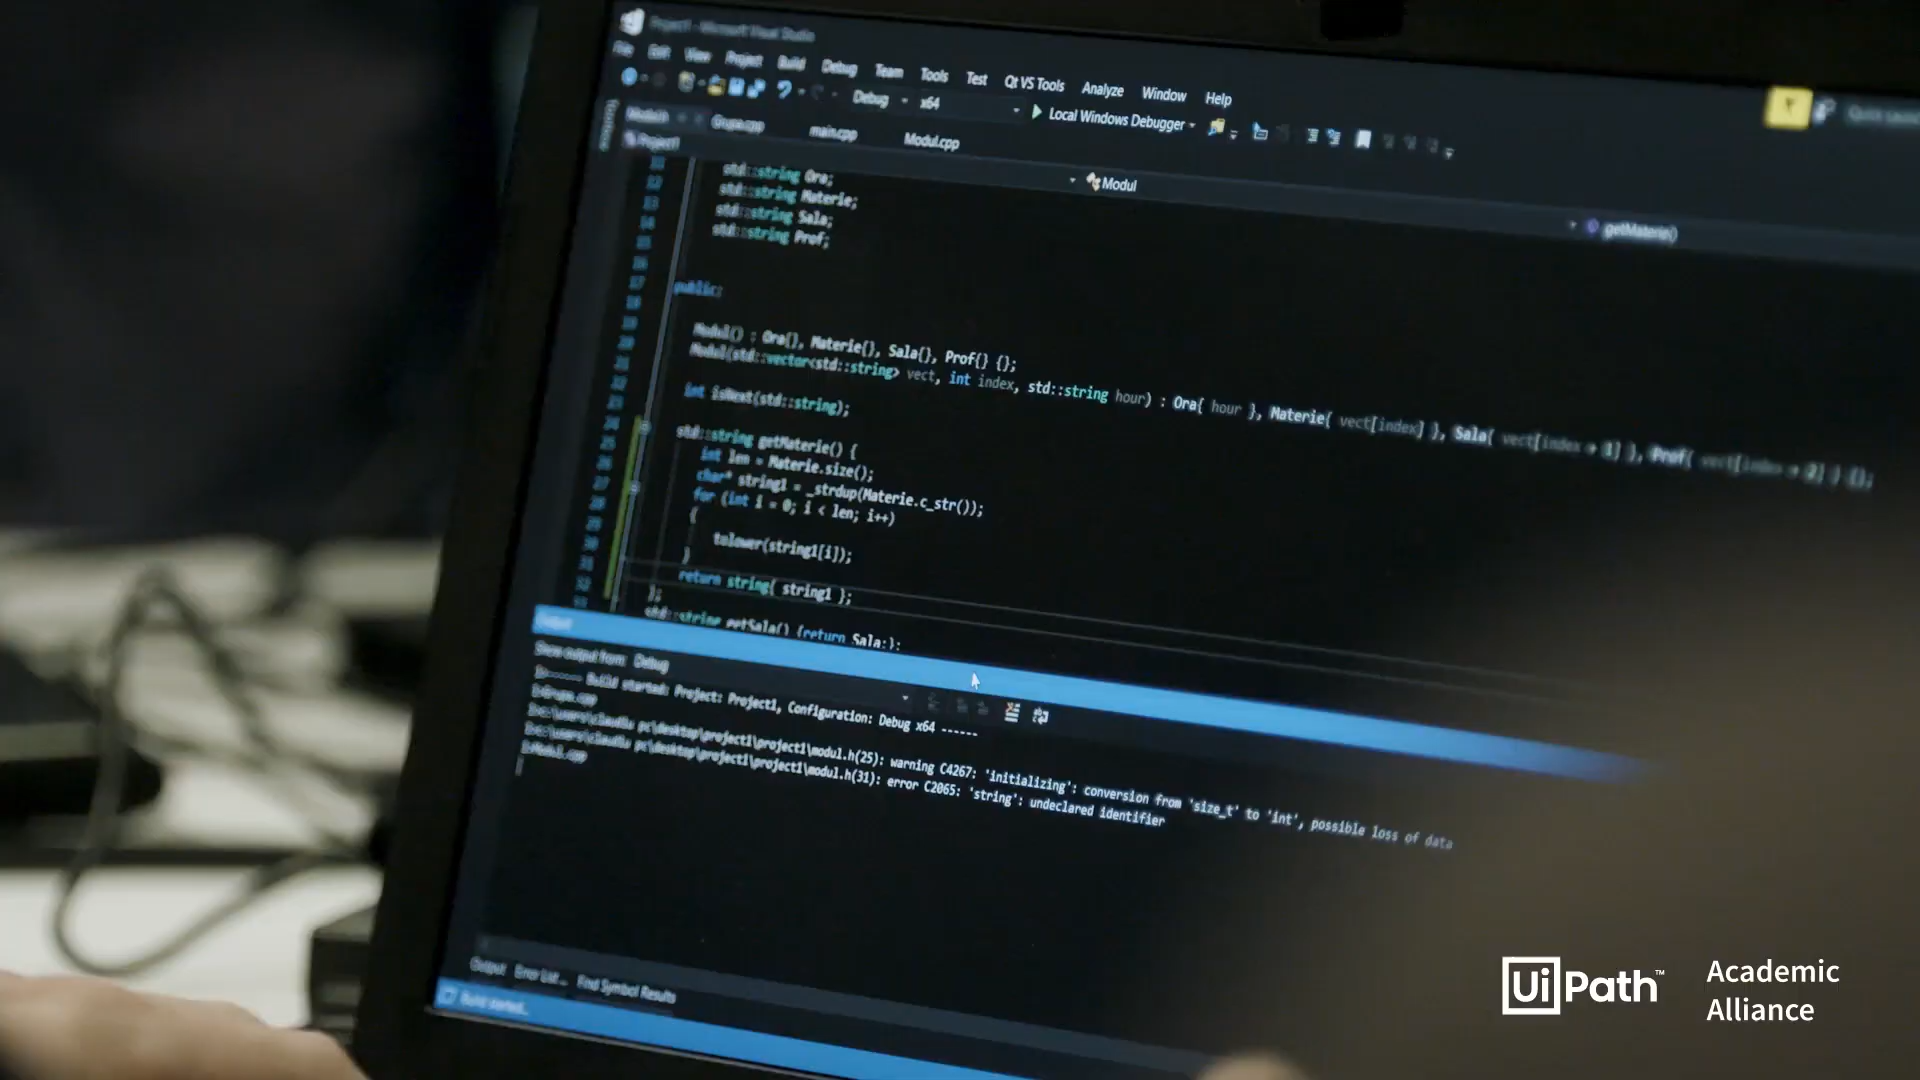 Project1 - Microsoft Visual Studio
File Edit View Project Build Debug Team Tools Test Qt VS Tools Analyze Window Help
Debug x64 Local Windows Debugger
Modul.h Grupa.cpp main.cpp Modul.cpp
Project1 Modul getMaterie()
std::string Ora;
std::string Materie;
std::string Sala;
std::string Prof;
public:
Modul() : Ora{}, Materie{}, Sala{}, Prof{} {};
Modul(std::vector<std::string> vect, int index, std::string hour) : Ora{ hour }, Materie{ vect[index] }, Sala{ vect[index + 1] }, Prof{ vect[index + 2] } {};
int isNext(std::string);
std::string getMaterie() {
int len = Materie.size();
char* string1 = _strdup(Materie.c_str());
for (int i = 0; i < len; i++)
{
tolower(string1[i]);
}
return string{ string1 };
};
std::string getSala() {return Sala;};
Output
Show output from: Debug
1>------ Build started: Project: Project1, Configuration: Debug x64 ------
1>Grupa.cpp
1>c:\users\claudiu pc\desktop\project1\project1\modul.h(25): warning C4267: 'initializing': conversion from 'size_t' to 'int', possible loss of data
1>c:\users\claudiu pc\desktop\project1\project1\modul.h(31): error C2065: 'string': undeclared identifier
1>Modul.cpp
Output Error List... Find Symbol Results
Build started...
UiPath™ Academic
Alliance